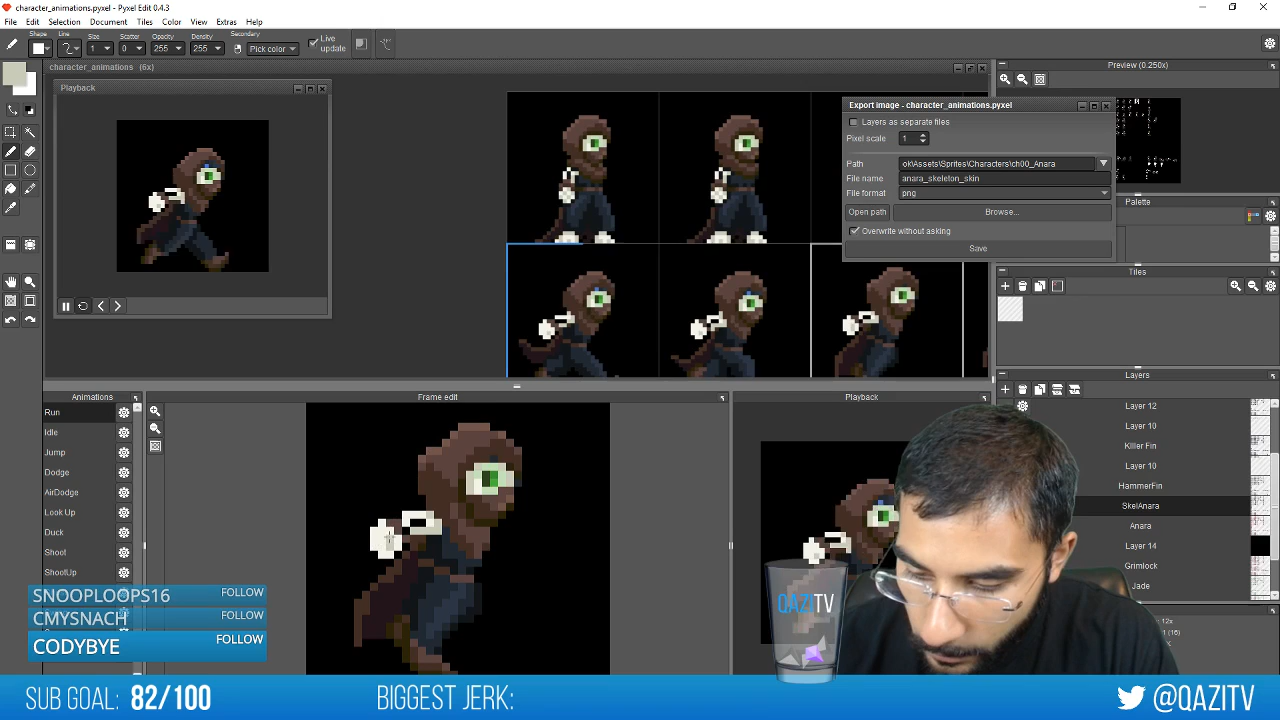 character_animations.pyxel - Pyxel Edit 0.4.3
File Edit Selection Document Tiles Color View Extras Help
Shape Line Size Scatter Opacity Density Secondary
1 0 255 255 Pick color Live update
character_animations (6x)
Playback
Export image - character_animations.pyxel
Layers as separate files
Pixel scale 1
Path ok\Assets\Sprites\Characters\ch00_Anara
File name anara_skeleton_skin
File format png
Open path Browse...
Overwrite without asking
Save
Preview (0.250x)
Palette
Tiles
Layers
Layer 12
Layer 10
Killer Fin
Layer 10
HammerFin
SkelAnara
Anara
Layer 14
Grimlock
Jade
Animations
Run
Idle
Jump
Dodge
AirDodge
Look Up
Duck
Shoot
ShootUp
Frame edit
Playback
SNOOPLOOPS16 FOLLOW
CMYSNACH FOLLOW
CODYBYE FOLLOW
QAZITV
SUB GOAL: 82/100
BIGGEST JERK:
@QAZITV